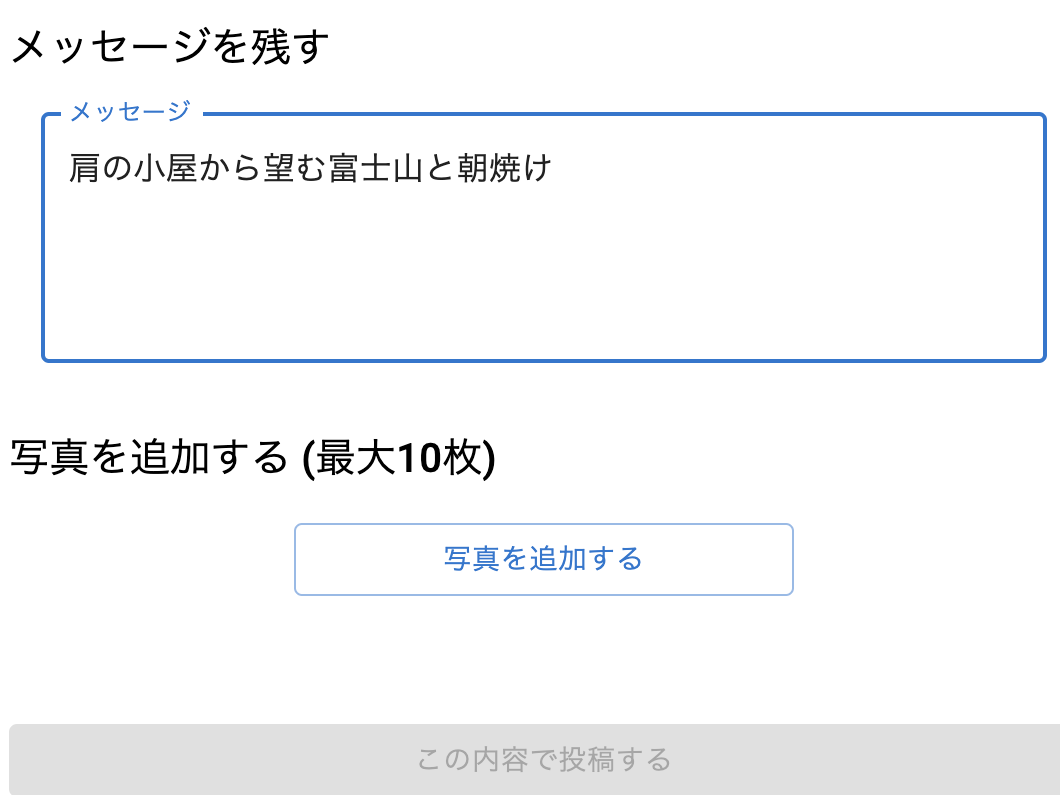 メッセージを残す
メッセージ
肩の小屋から望む富士山と朝焼け
写真を追加する (最大10枚)
写真を追加する
この内容で投稿する